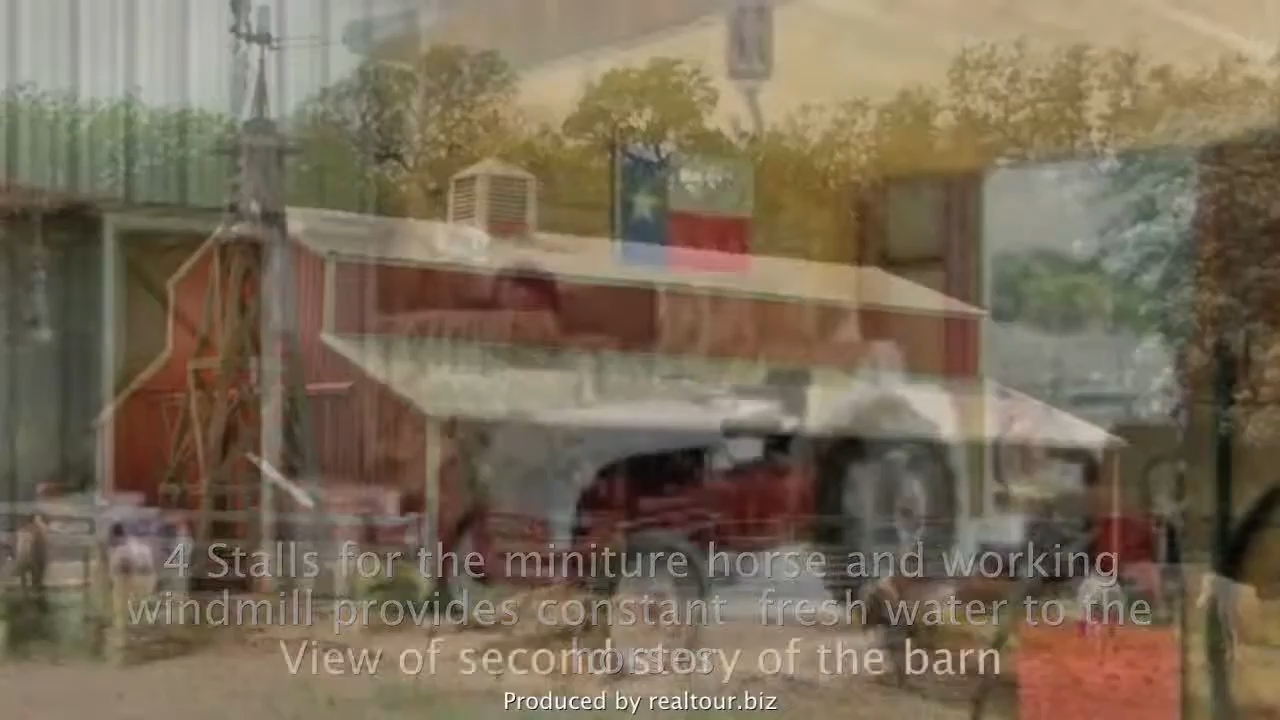 4 Stalls for the miniture horse and working
windmill provides constant fresh water to the
horses
View of second story of the barn
Produced by realtour.biz